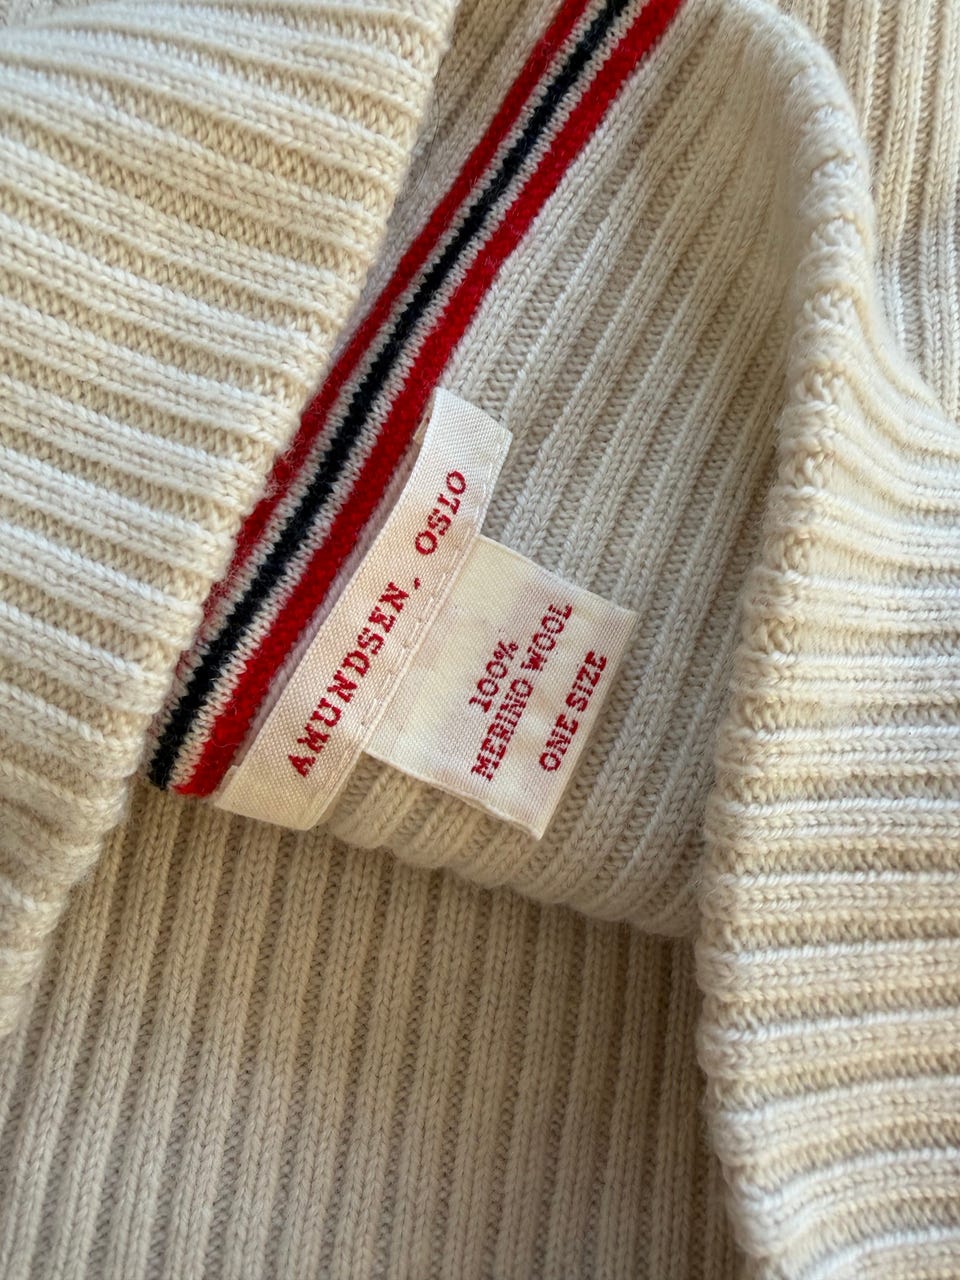 AMUNDSEN, OSLO
100%
MERINO WOOL
ONE SIZE